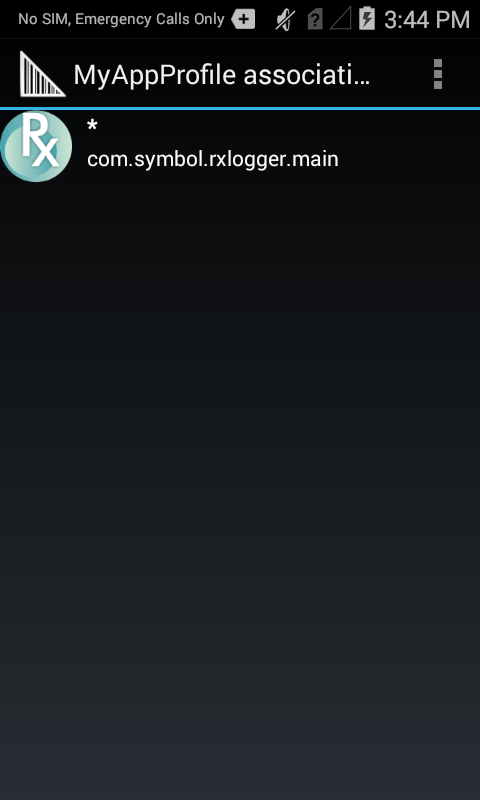 No SIM, Emergency Calls Only
3:44 PM
MyAppProfile associati...
Rx
*
com.symbol.rxlogger.main